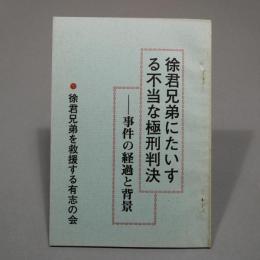 徐君兄弟にたいす
る不当な極刑判決
——事件の経過と背景
●徐君兄弟を救援する有志の会